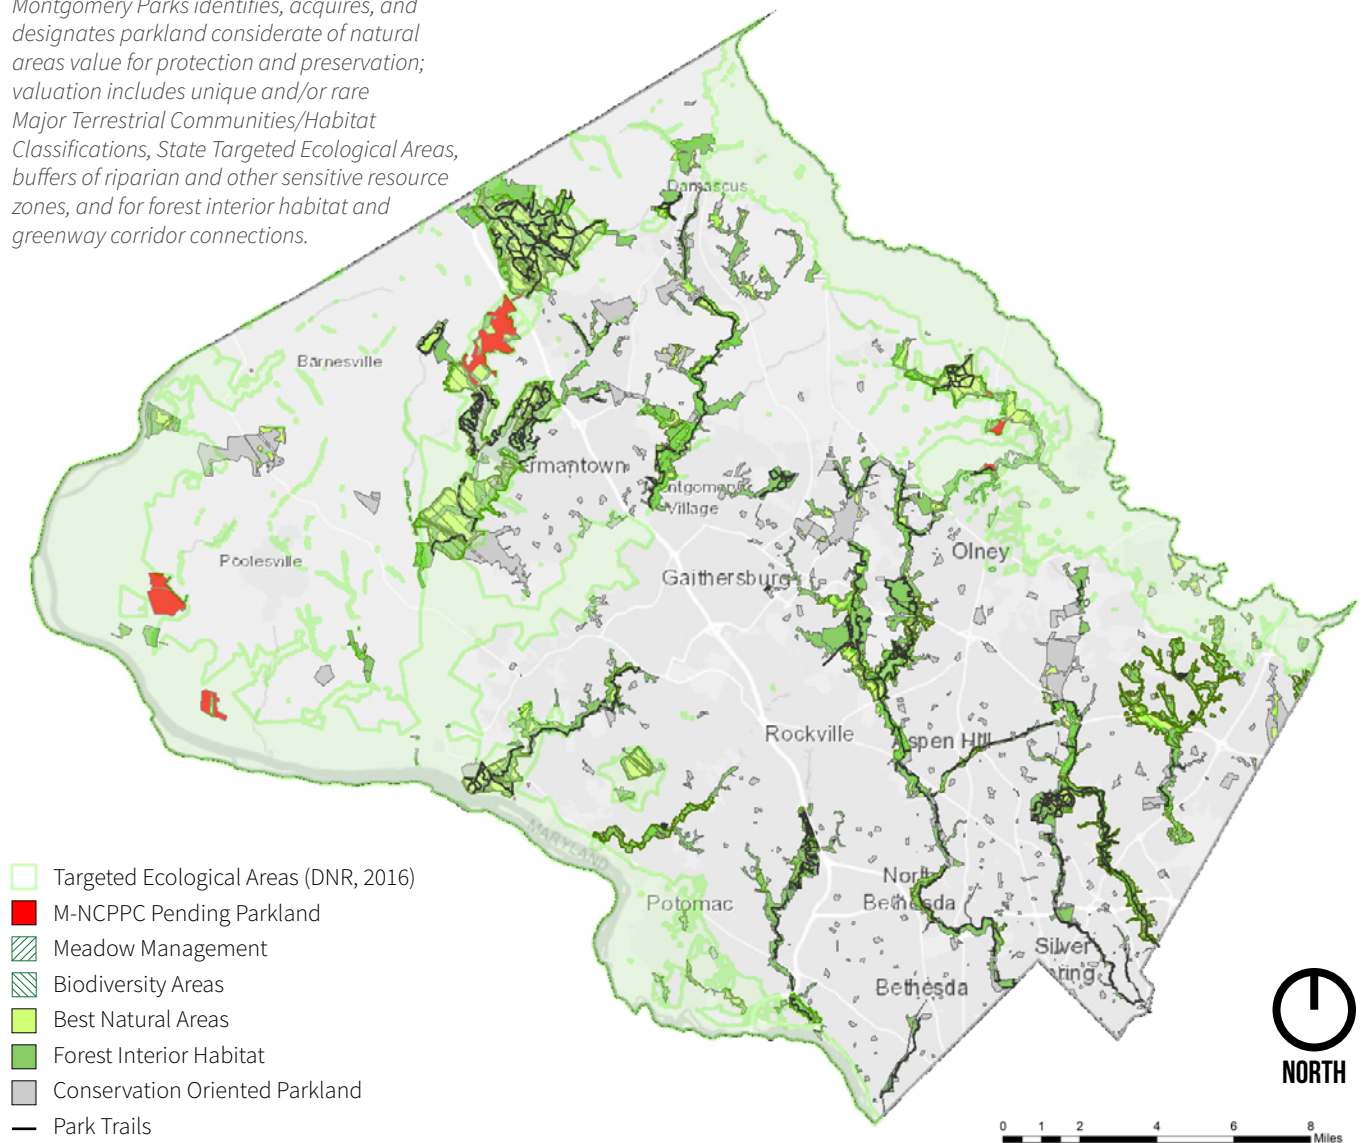 Montgomery Parks identifies, acquires, and
designates parkland considerate of natural
areas value for protection and preservation;
valuation includes unique and/or rare
Major Terrestrial Communities/Habitat
Classifications, State Targeted Ecological Areas,
buffers of riparian and other sensitive resource
zones, and for forest interior habitat and
greenway corridor connections.
Damascus
Barnesville
ermantown
ntgomery
Village
Poolesville
Olney
Gaithersburg
Rockville
Aspen Hill
MARYLAND
North
Bethesda
Potomac
Silver
ring
Bethesda
Targeted Ecological Areas (DNR, 2016)
M-NCPPC Pending Parkland
Meadow Management
Biodiversity Areas
Best Natural Areas
Forest Interior Habitat
Conservation Oriented Parkland
Park Trails
NORTH
0 1 2 4 6 8
Miles